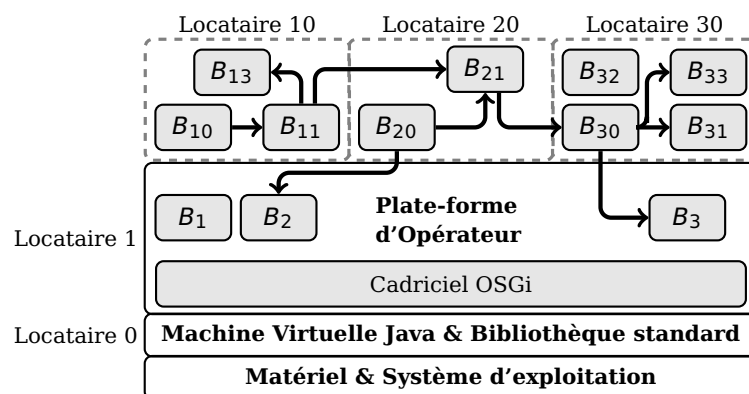 Locataire 10 Locataire 20 Locataire 30
B13 B21 B32 B33
B10 B11 B20 B30 B31
B1 B2 Plate-forme d'Opérateur B3
Locataire 1
Cadriciel OSGi
Locataire 0 Machine Virtuelle Java & Bibliothèque standard
Matériel & Système d'exploitation